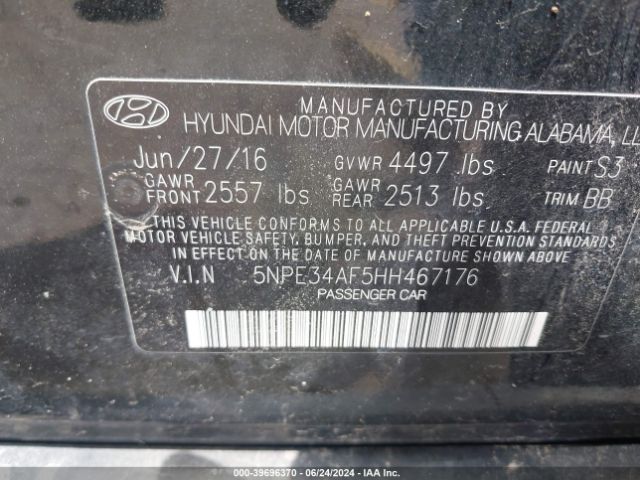 MANUFACTURED BY
HYUNDAI MOTOR MANUFACTURING ALABAMA, LL
Jun/27/16 GVWR 4497 lbs PAINT S3
GAWR FRONT 2557 lbs GAWR REAR 2513 lbs TRIM BB
THIS VEHICLE CONFORMS TO ALL APPLICABLE U.S.A. FEDERAL
MOTOR VEHICLE SAFETY, BUMPER, AND THEFT PREVENTION STANDARDS
IN EFFECT ON THE DATE OF MANUFACTURE SHOWN ABOVE.
V.I.N 5NPE34AF5HH467176
PASSENGER CAR
000-39696370 / 06/24/2024 - IAA Inc.